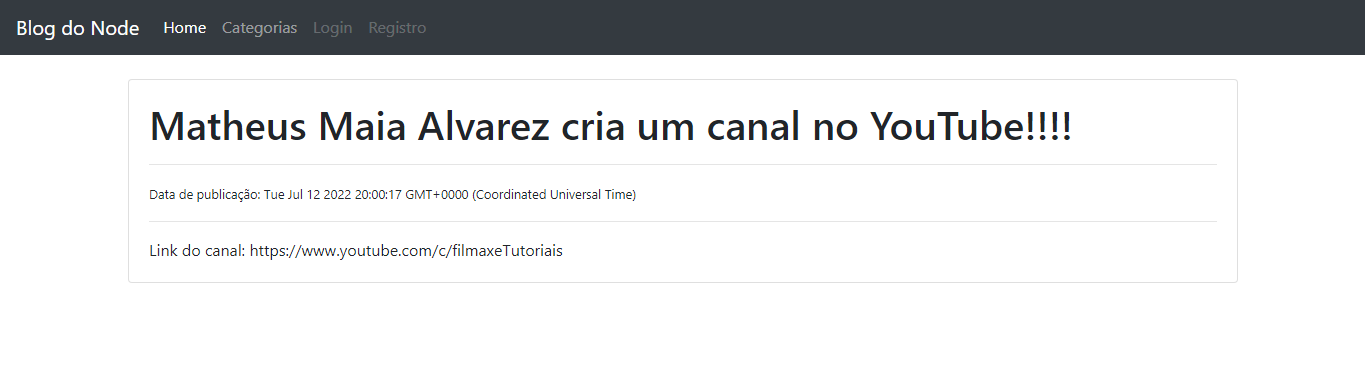 Blog do Node Home Categorias Login Registro
Matheus Maia Alvarez cria um canal no YouTube!!!!
Data de publicação: Tue Jul 12 2022 20:00:17 GMT+0000 (Coordinated Universal Time)
Link do canal: https://www.youtube.com/c/filmaxeTutoriais